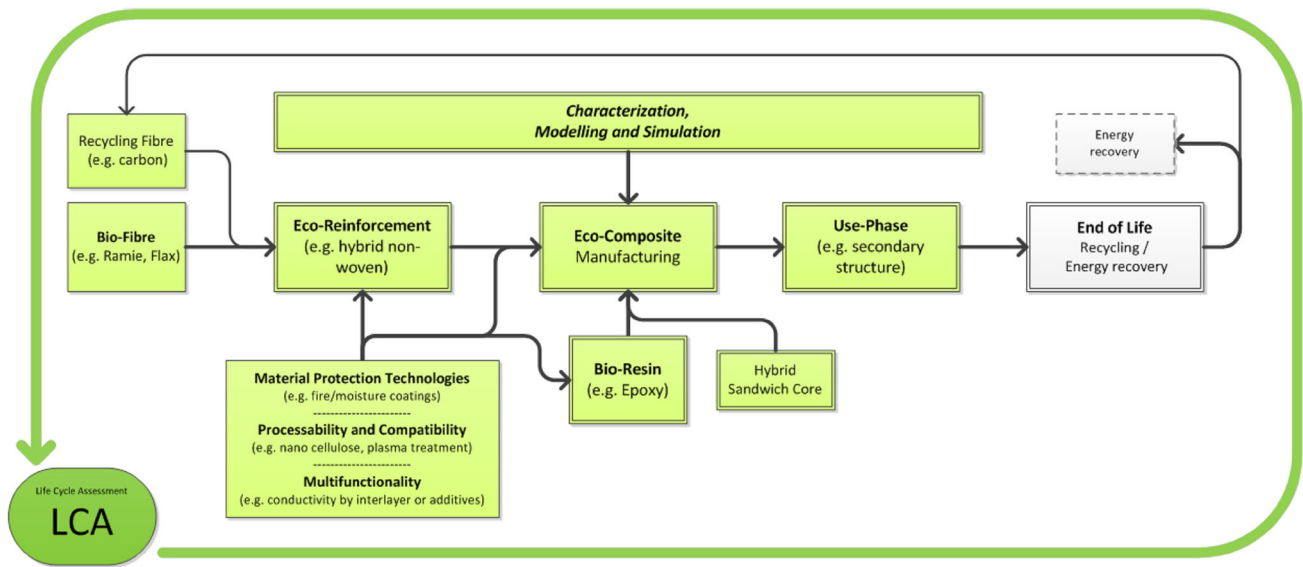 Characterization,
Modelling and Simulation
Recycling Fibre
(e.g. carbon)
Energy
recovery
Bio-Fibre
(e.g. Ramie, Flax)
Eco-Reinforcement
(e.g. hybrid non-
woven)
Eco-Composite
Manufacturing
Use-Phase
(e.g. secondary
structure)
End of Life
Recycling /
Energy recovery
Material Protection Technologies
(e.g. fire/moisture coatings)
-----------------------
Processability and Compatibility
(e.g. nano cellulose, plasma treatment)
-----------------------
Multifunctionality
(e.g. conductivity by interlayer or additives)
Bio-Resin
(e.g. Epoxy)
Hybrid
Sandwich Core
Life Cycle Assessment
LCA